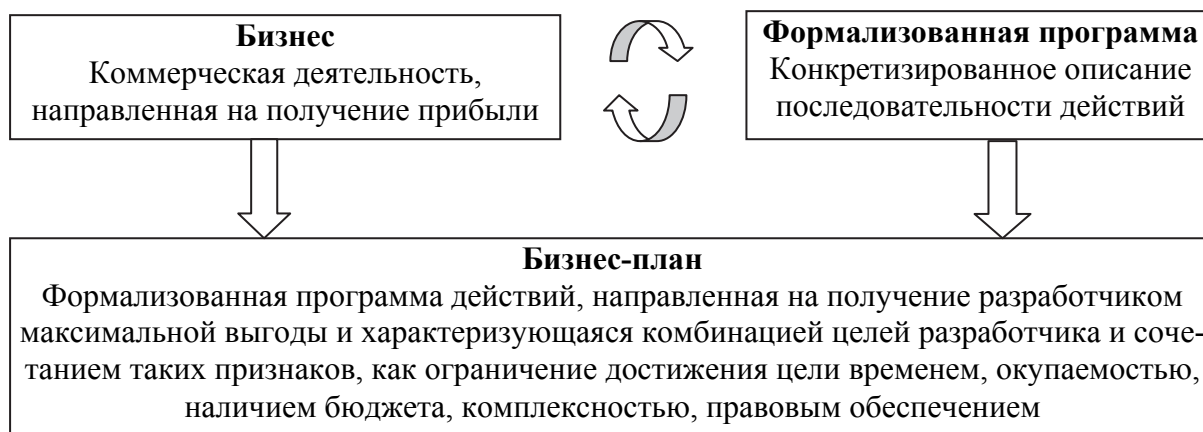 Бизнес
Коммерческая деятельность,
направленная на получение прибыли
Формализованная программа
Конкретизированное описание
последовательности действий
Бизнес-план
Формализованная программа действий, направленная на получение разработчиком
максимальной выгоды и характеризующаяся комбинацией целей разработчика и соче-
танием таких признаков, как ограничение достижения цели временем, окупаемостью,
наличием бюджета, комплексностью, правовым обеспечением